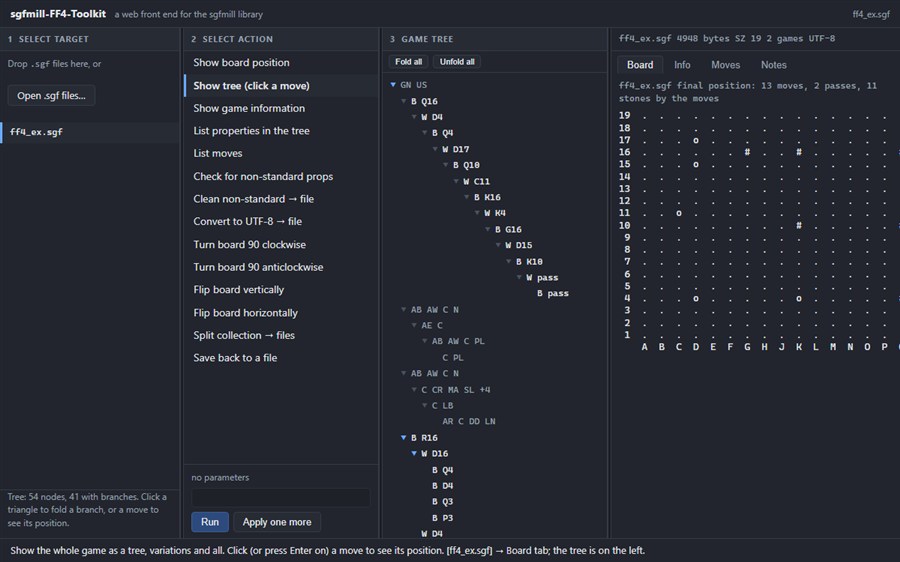 sgfmill-FF4-Toolkit a web front end for the sgfmill library
ff4_ex.sgf
1 SELECT TARGET
Drop .sgf files here, or
Open .sgf files...
ff4_ex.sgf
Tree: 54 nodes, 41 with branches. Click a
triangle to fold a branch, or a move to
see its position.
2 SELECT ACTION
Show board position
Show tree (click a move)
Show game information
List properties in the tree
List moves
Check for non-standard props
Clean non-standard → file
Convert to UTF-8 → file
Turn board 90 clockwise
Turn board 90 anticlockwise
Flip board vertically
Flip board horizontally
Split collection → files
Save back to a file
no parameters
Run Apply one more
3 GAME TREE
Fold all Unfold all
GN US
B Q16
W D4
B Q4
W D17
B Q10
W C11
B K16
W K4
B G16
W D15
B K10
W pass
B pass
AB AW C N
AE C
AB AW C PL
C PL
AB AW C N
C CR MA SL +4
C LB
AR C DD LN
B R16
W D16
B Q4
B D4
B Q3
B P3
W D4
ff4_ex.sgf 4948 bytes SZ 19 2 games UTF-8
Board Info Moves Notes
ff4_ex.sgf final position: 13 moves, 2 passes, 11
stones by the moves
19 . . . . . . . . . . . . . . .
18 . . . . . . . . . . . . . . .
17 . . . o . . . . . . . . . . .
16 . . . . . . # . . # . . . . .
15 . . . o . . . . . . . . . . .
14 . . . . . . . . . . . . . . .
13 . . . . . . . . . . . . . . .
12 . . . . . . . . . . . . . . .
11 . . o . . . . . . . . . . . .
10 . . . . . . . . . # . . . . .
9 . . . . . . . . . . . . . . .
8 . . . . . . . . . . . . . . .
7 . . . . . . . . . . . . . . .
6 . . . . . . . . . . . . . . .
5 . . . . . . . . . . . . . . .
4 . . . o . . . . . o . . . . .
3 . . . . . . . . . . . . . . .
2 . . . . . . . . . . . . . . .
1 . . . . . . . . . . . . . . .
A B C D E F G H J K L M N O P
Show the whole game as a tree, variations and all. Click (or press Enter on) a move to see its position. [ff4_ex.sgf] → Board tab; the tree is on the left.